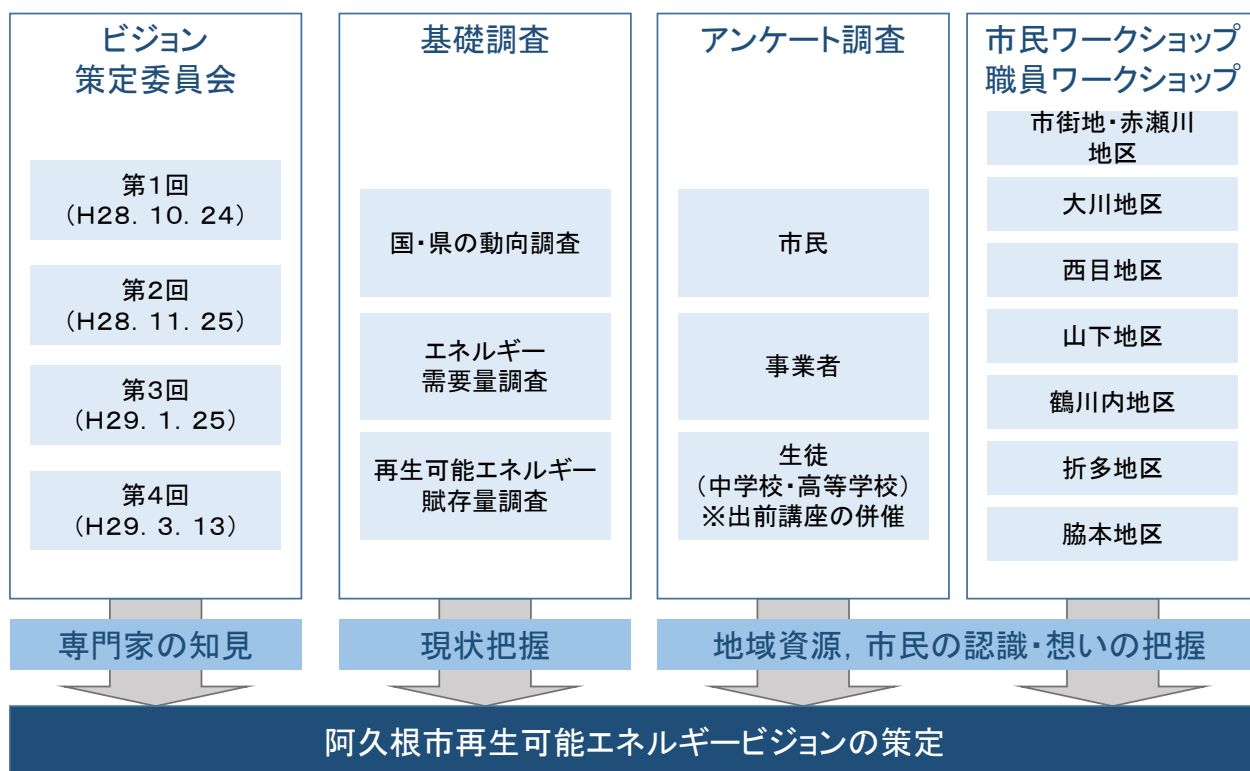 ビジョン
策定委員会
第1回
(H28. 10. 24)
第2回
(H28. 11. 25)
第3回
(H29. 1. 25)
第4回
(H29. 3. 13)
専門家の知見
基礎調査
国・県の動向調査
エネルギー
需要量調査
再生可能エネルギー
賦存量調査
現状把握
アンケート調査
市民
事業者
生徒
(中学校・高等学校)
※出前講座の併催
市民ワークショップ
職員ワークショップ
市街地・赤瀬川
地区
大川地区
西目地区
山下地区
鶴川内地区
折多地区
脇本地区
地域資源, 市民の認識・想いの把握
阿久根市再生可能エネルギービジョンの策定